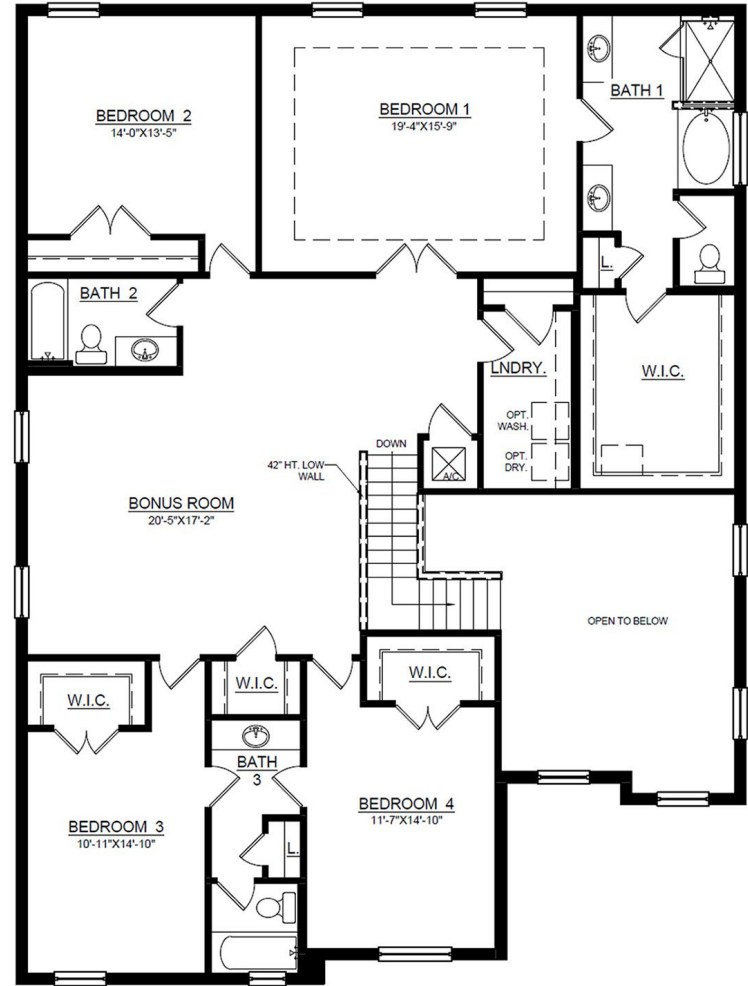 BATH 1
BEDROOM 2
14'-0"X13'-5"
BEDROOM 1
19'-4"X15'-9"
L.
BATH 2
LNDRY.
W.I.C.
OPT.
WASH.
OPT.
DRY.
DOWN
42" HT. LOW
WALL
A/C
BONUS ROOM
20'-5"X17'-2"
OPEN TO BELOW
W.I.C.
W.I.C.
W.I.C.
BATH
3
BEDROOM 3
10'-11"X14'-10"
BEDROOM 4
11'-7"X14'-10"
L.